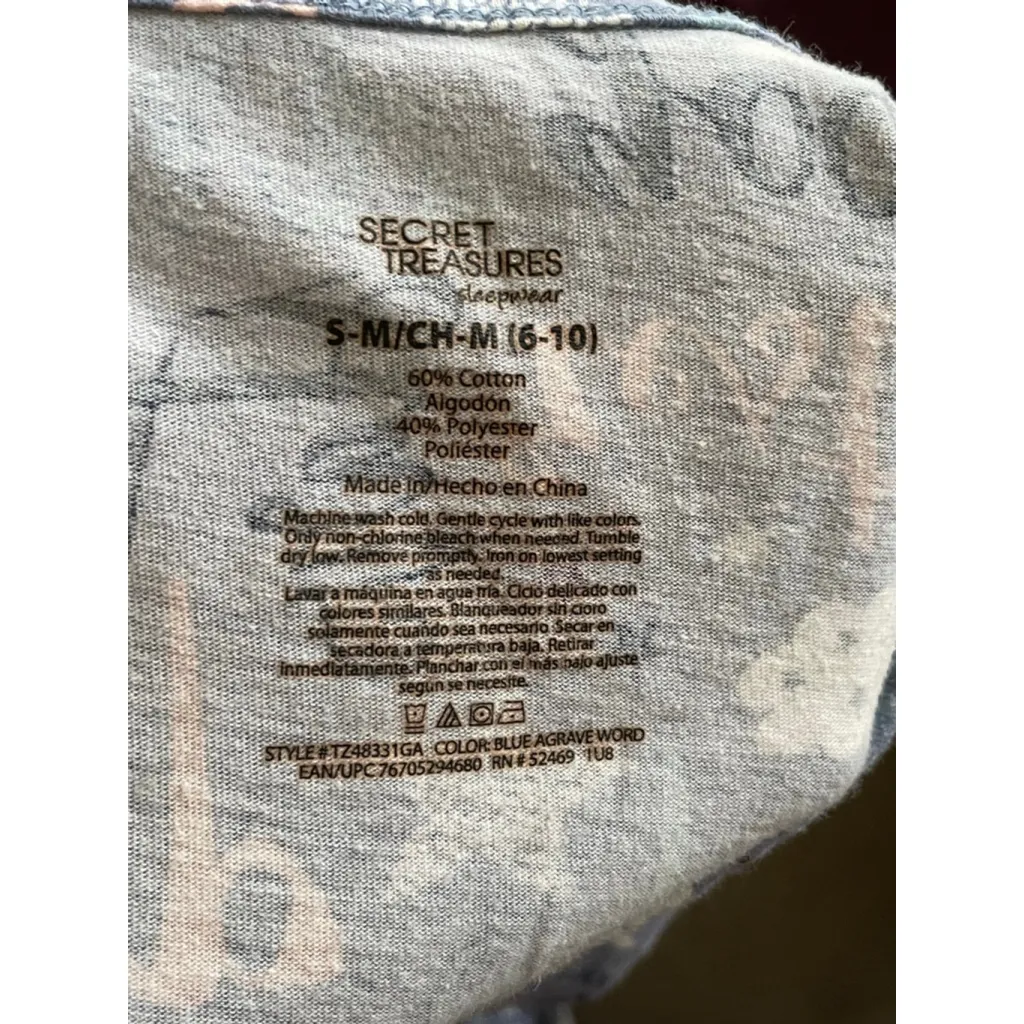 SECRET
TREASURES
sleepwear
S-M/CH-M (6-10)
60% Cotton
Algodón
40% Polyester
Poliéster
Made in/Hecho en China
Machine wash cold. Gentle cycle with like colors.
Only non-chlorine bleach when needed. Tumble
dry low. Remove promptly. Iron on lowest setting
as needed.
Lavar a máquina en agua fría. Ciclo delicado con
colores similares. Blanqueador sin cloro
solamente cuando sea necesario. Secar en
secadora a temperatura baja. Retirar
inmediatamente. Planchar con el más bajo ajuste
según se necesite.
STYLE # TZ48331GA COLOR: BLUE AGRAVE WORD
EAN/UPC 76705294680 RN # 52469 1U8